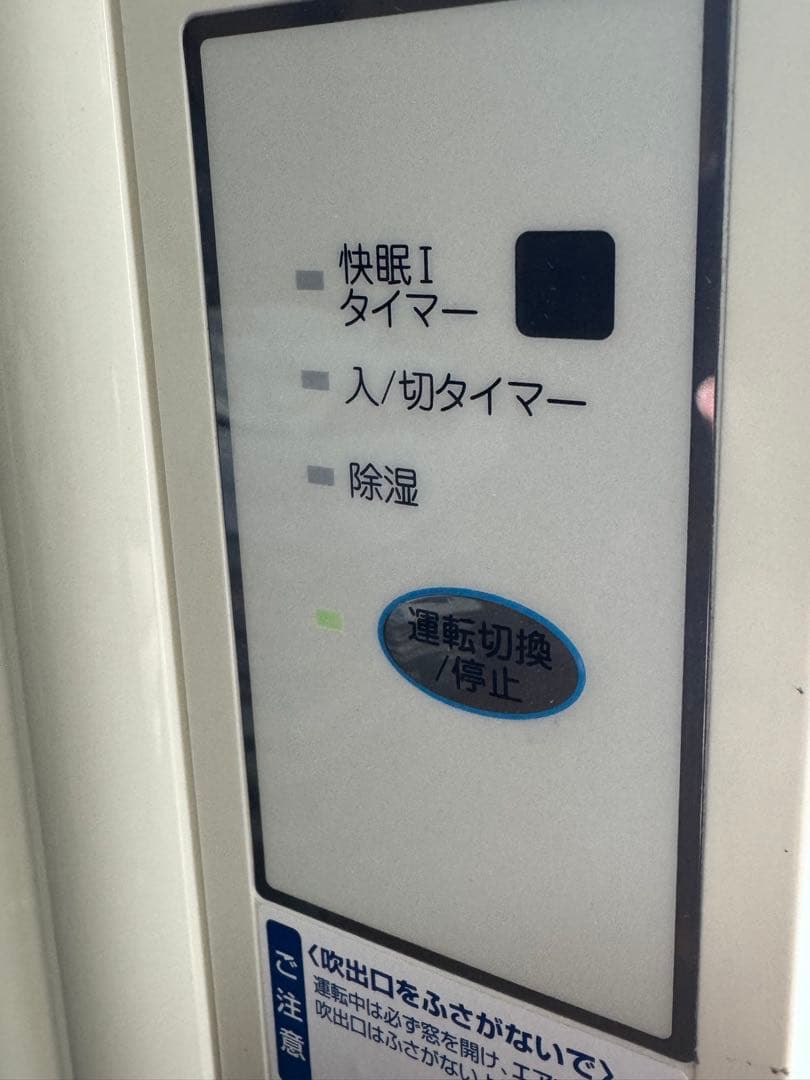 快眠I
タイマー
入/切タイマー
除湿
運転切換
/停止
ご注意
〈吹出口をふさがないで〉
運転中は必ず窓を開け、エア
吹出口はふさがない